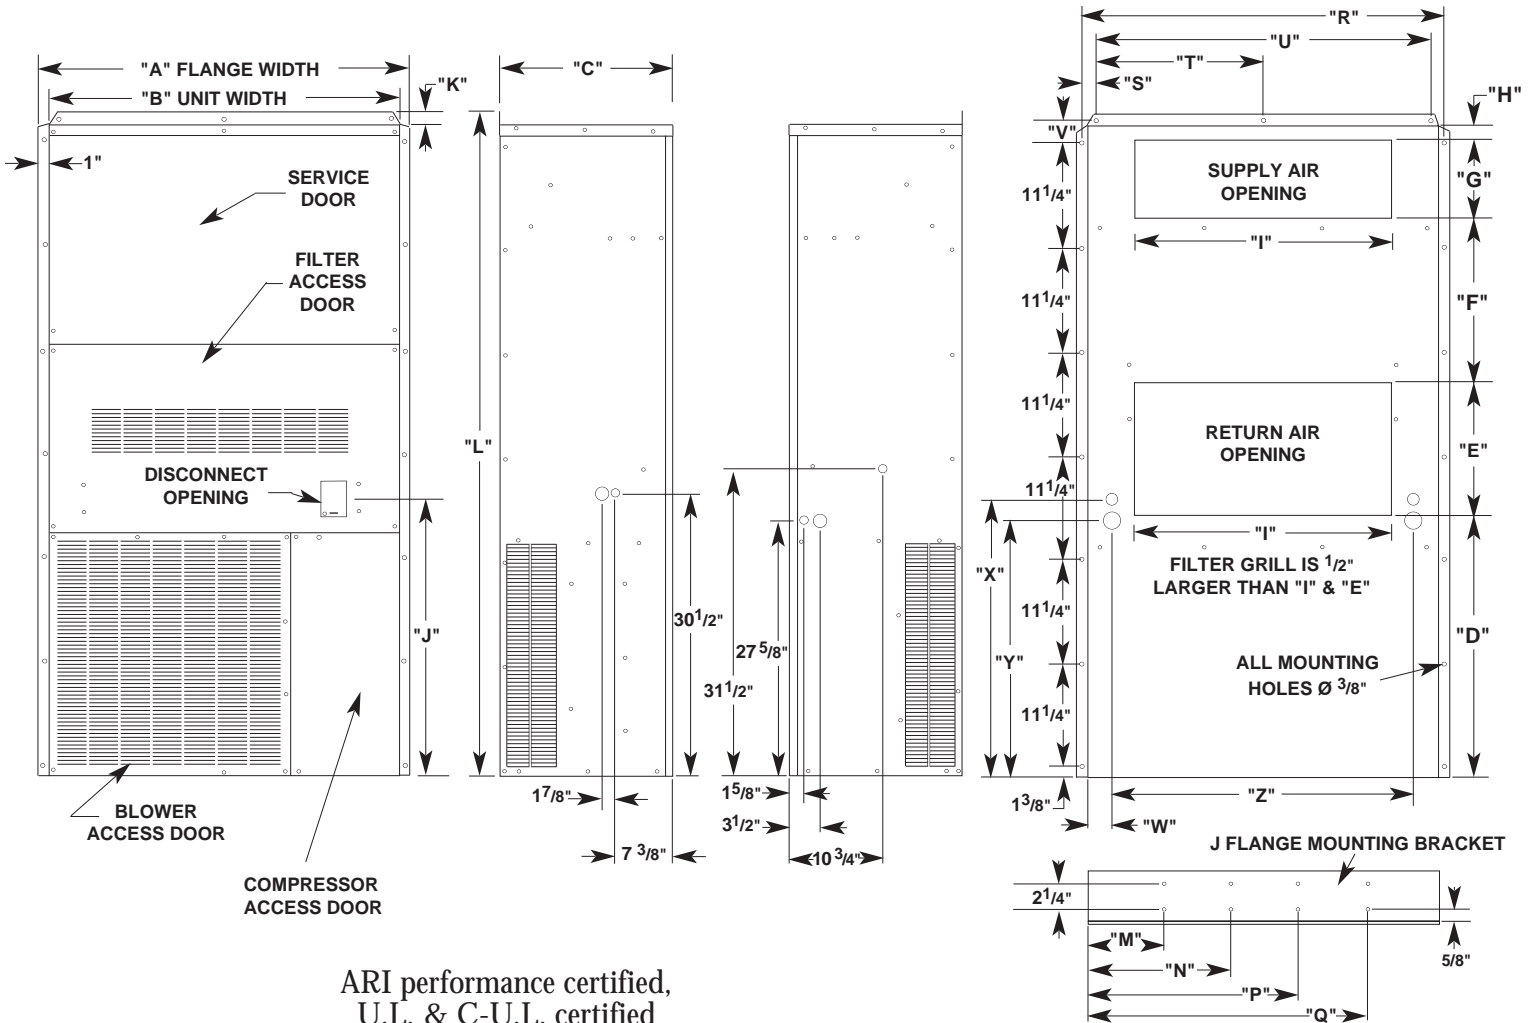 "A" FLANGE WIDTH
"B" UNIT WIDTH
"K"
1"
SERVICE
DOOR
FILTER
ACCESS
DOOR
DISCONNECT
OPENING
"J"
BLOWER
ACCESS DOOR
COMPRESSOR
ACCESS DOOR
"C"
"L"
30 1/2"
1 7/8"
7 3/8"
31 1/2"
27 5/8"
1 5/8"
3 1/2"
10 3/4"
"R"
"U"
"T"
"S"
"H"
"V"
11 1/4"
11 1/4"
11 1/4"
11 1/4"
11 1/4"
11 1/4"
1 3/8"
SUPPLY AIR
OPENING
"G"
"I"
"F"
RETURN AIR
OPENING
"E"
"I"
FILTER GRILL IS 1/2"
LARGER THAN "I" & "E"
"X"
"Y"
"D"
ALL MOUNTING
HOLES Ø 3/8"
"Z"
"W"
J FLANGE MOUNTING BRACKET
2 1/4"
5/8"
"M"
"N"
"P"
"Q"
ARI performance certified,
U.L. & C-U.L. certified